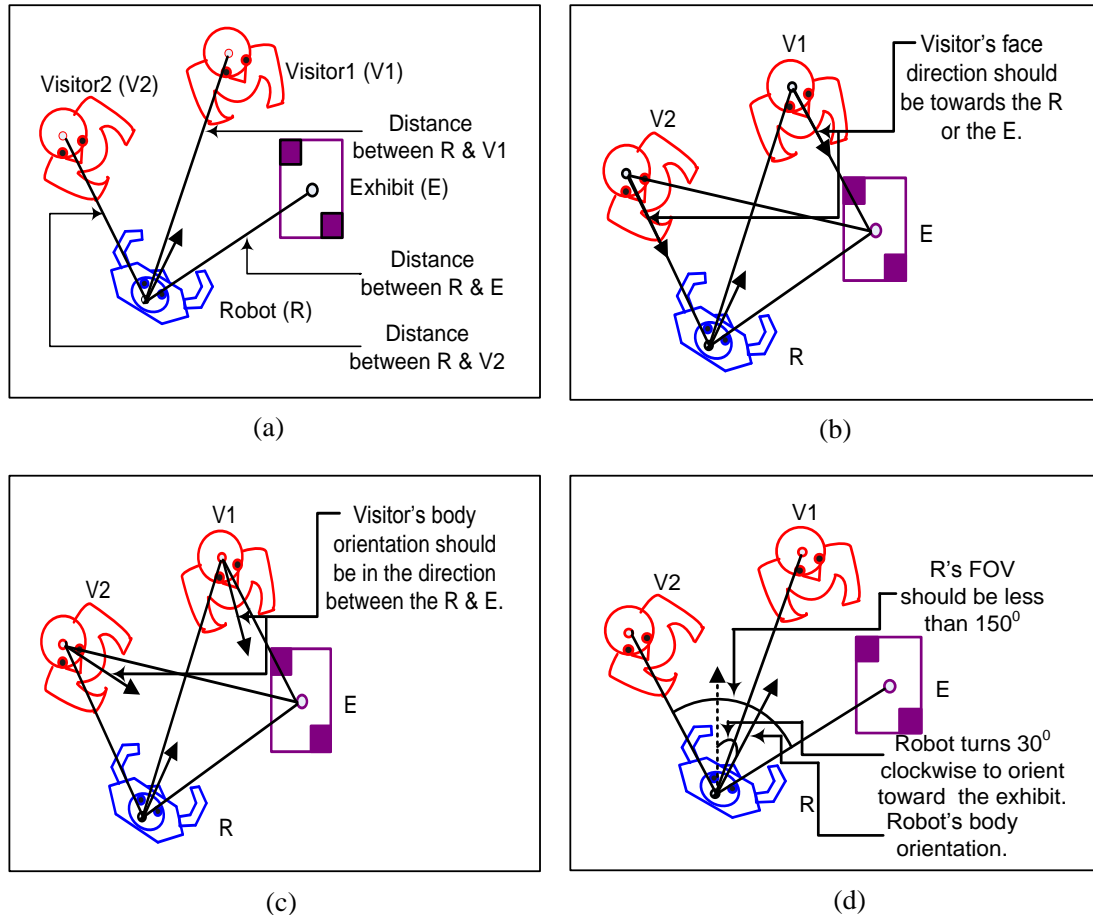 Visitor2 (V2)
Visitor1 (V1)
Distance
between R & V1
Exhibit (E)
Distance
between R & E
Robot (R)
Distance
between R & V2
(a)
V1
Visitor's face
direction should
be towards the R
or the E.
V2
E
R
(b)
V1
Visitor's body
orientation should
be in the direction
between the R & E.
V2
E
R
(c)
V1
R's FOV
should be less
than 150⁰
V2
E
Robot turns 30⁰
clockwise to orient
toward the exhibit.
R
Robot's body
orientation.
(d)